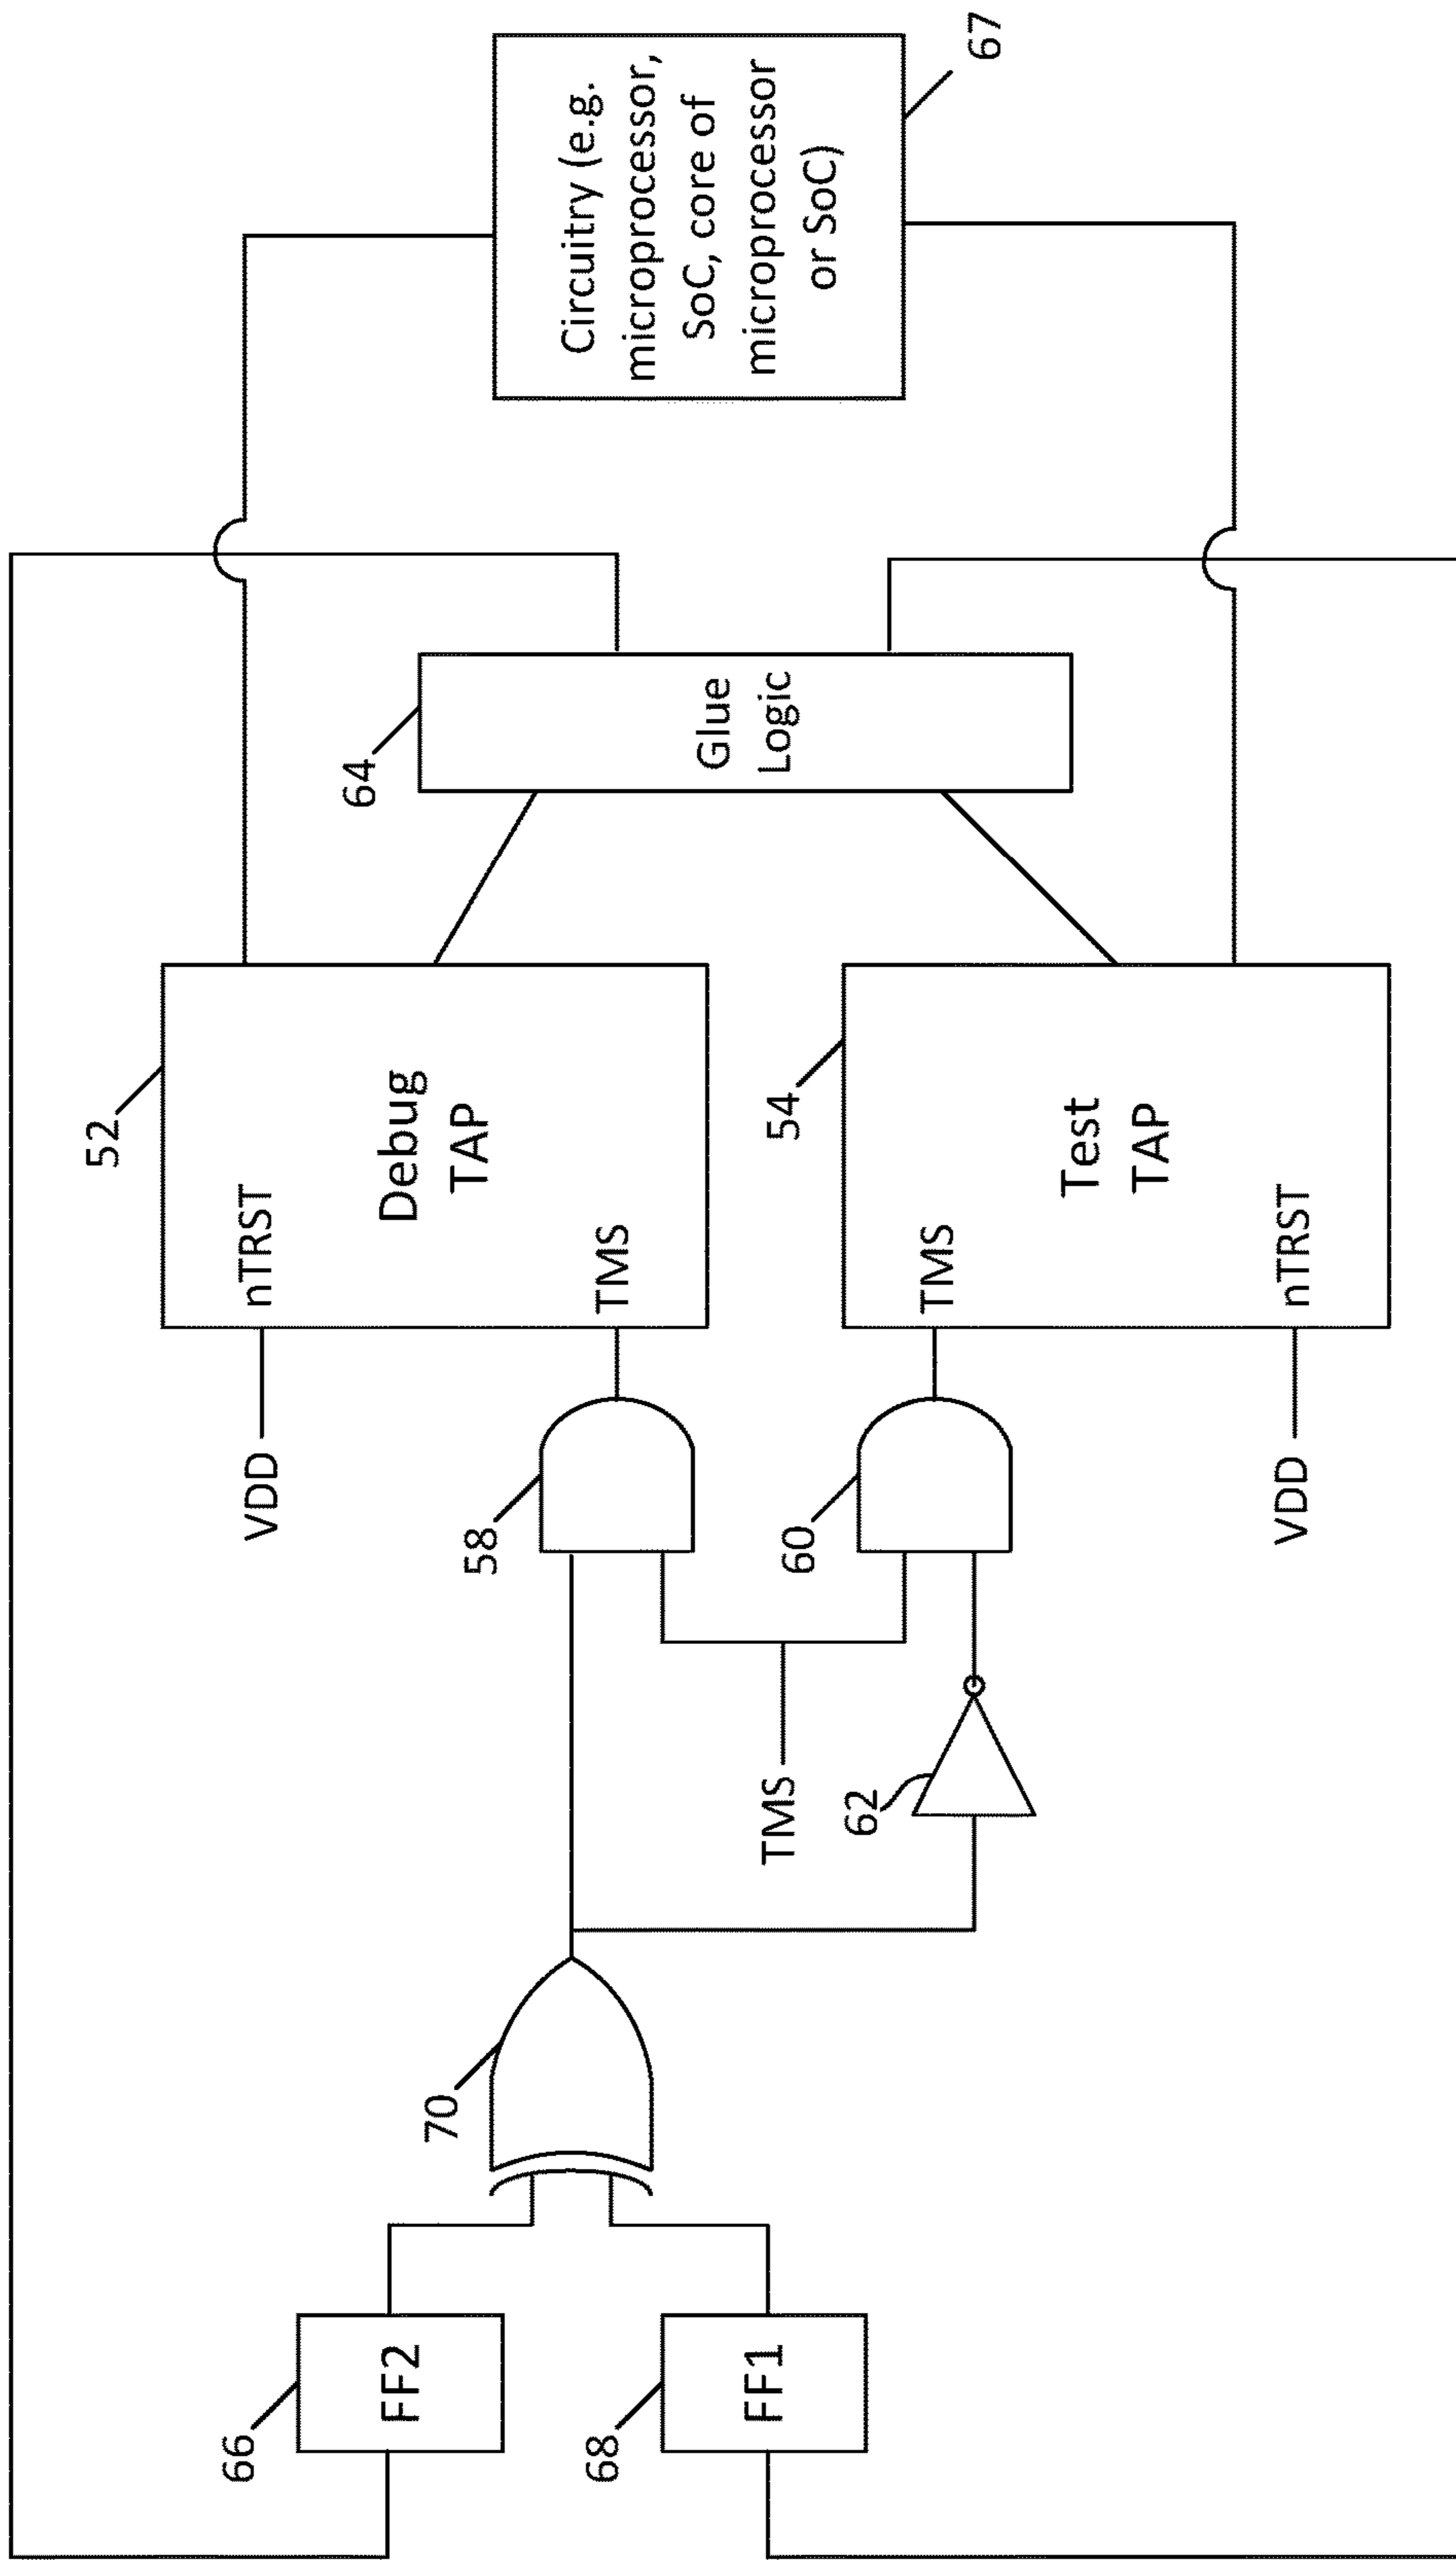 66
FF2
68
FF1
70
TMS
62
58
60
VDD
VDD
52
nTRST
Debug
TAP
TMS
54
TMS
Test
TAP
nTRST
64
Glue
Logic
Circuitry (e.g.
microprocessor,
SoC, core of
microprocessor
or SoC)
67